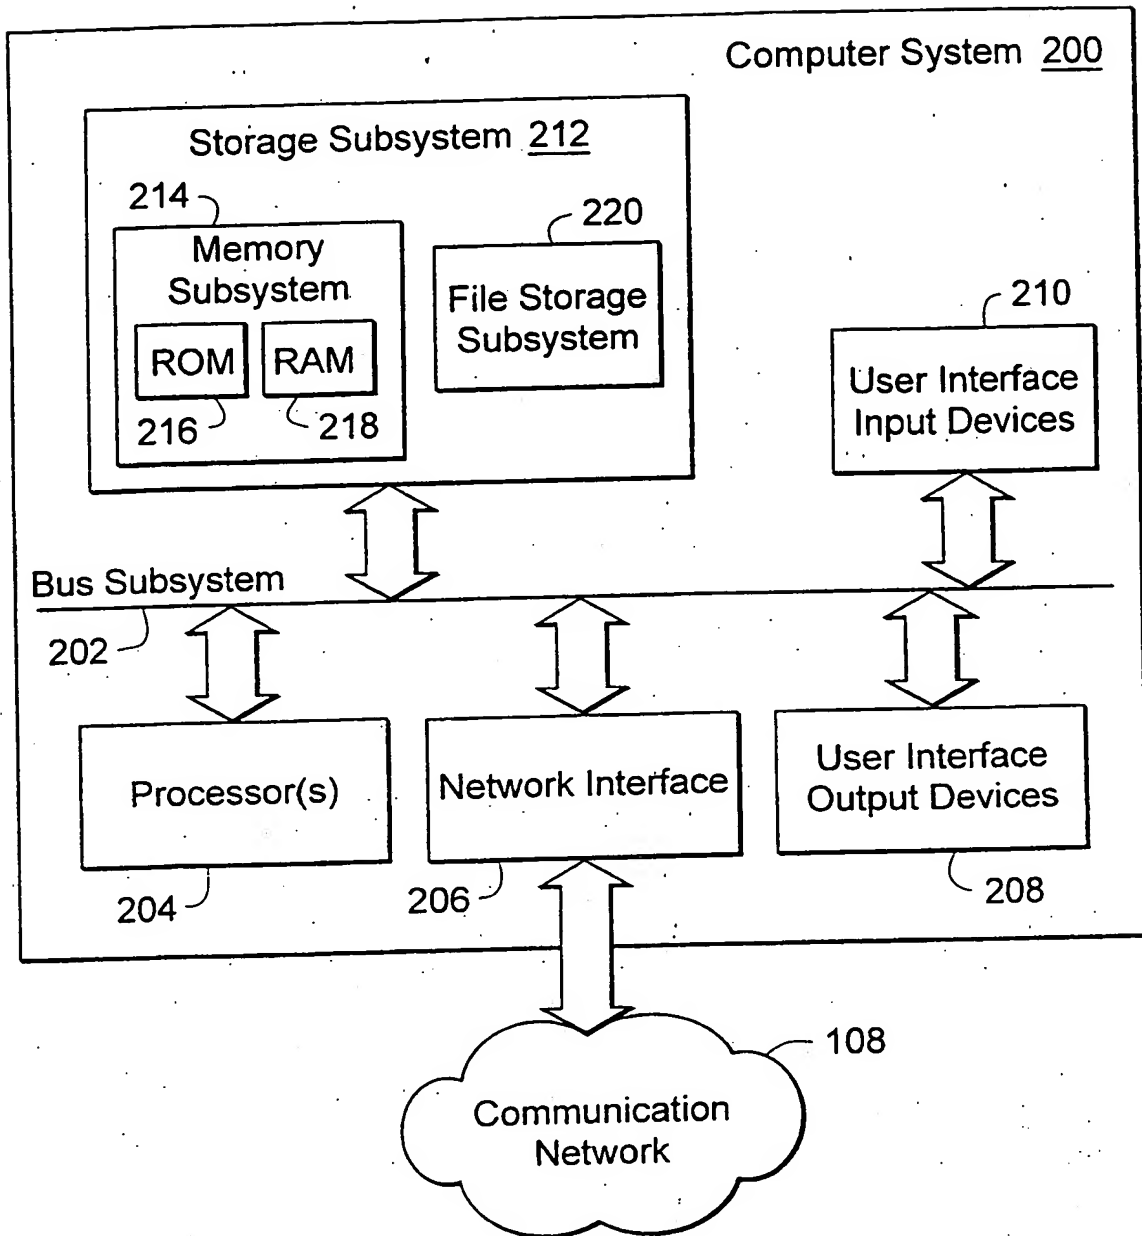 Computer System 200
Storage Subsystem 212
214
Memory
Subsystem
ROM
RAM
216
218
220
File Storage
Subsystem
210
User Interface
Input Devices
Bus Subsystem
202
Processor(s)
204
Network Interface
206
User Interface
Output Devices
208
108
Communication
Network